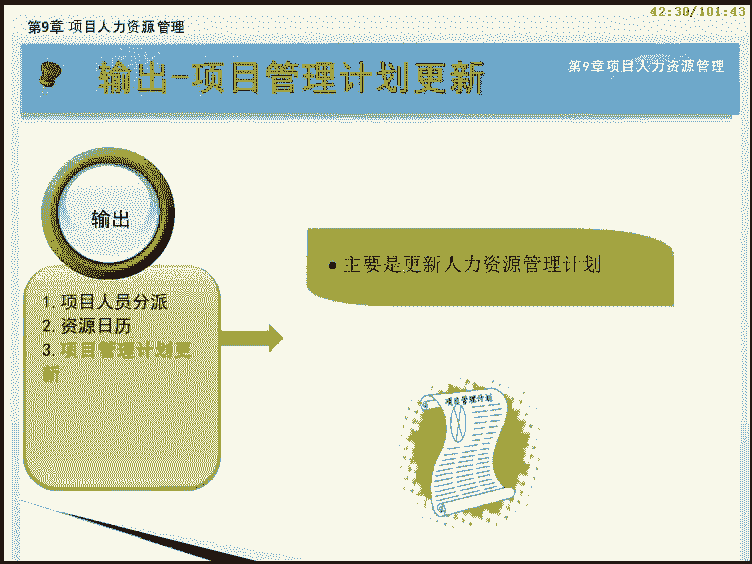 42:30/101:43
第9章 项目人力资源管理
输出-项目管理计划更新
第9章项目人力资源管理
输出
1. 项目人员分派
2. 资源日历
3. 项目管理计划更
新
• 主要是更新人力资源管理计划
项目管理计划